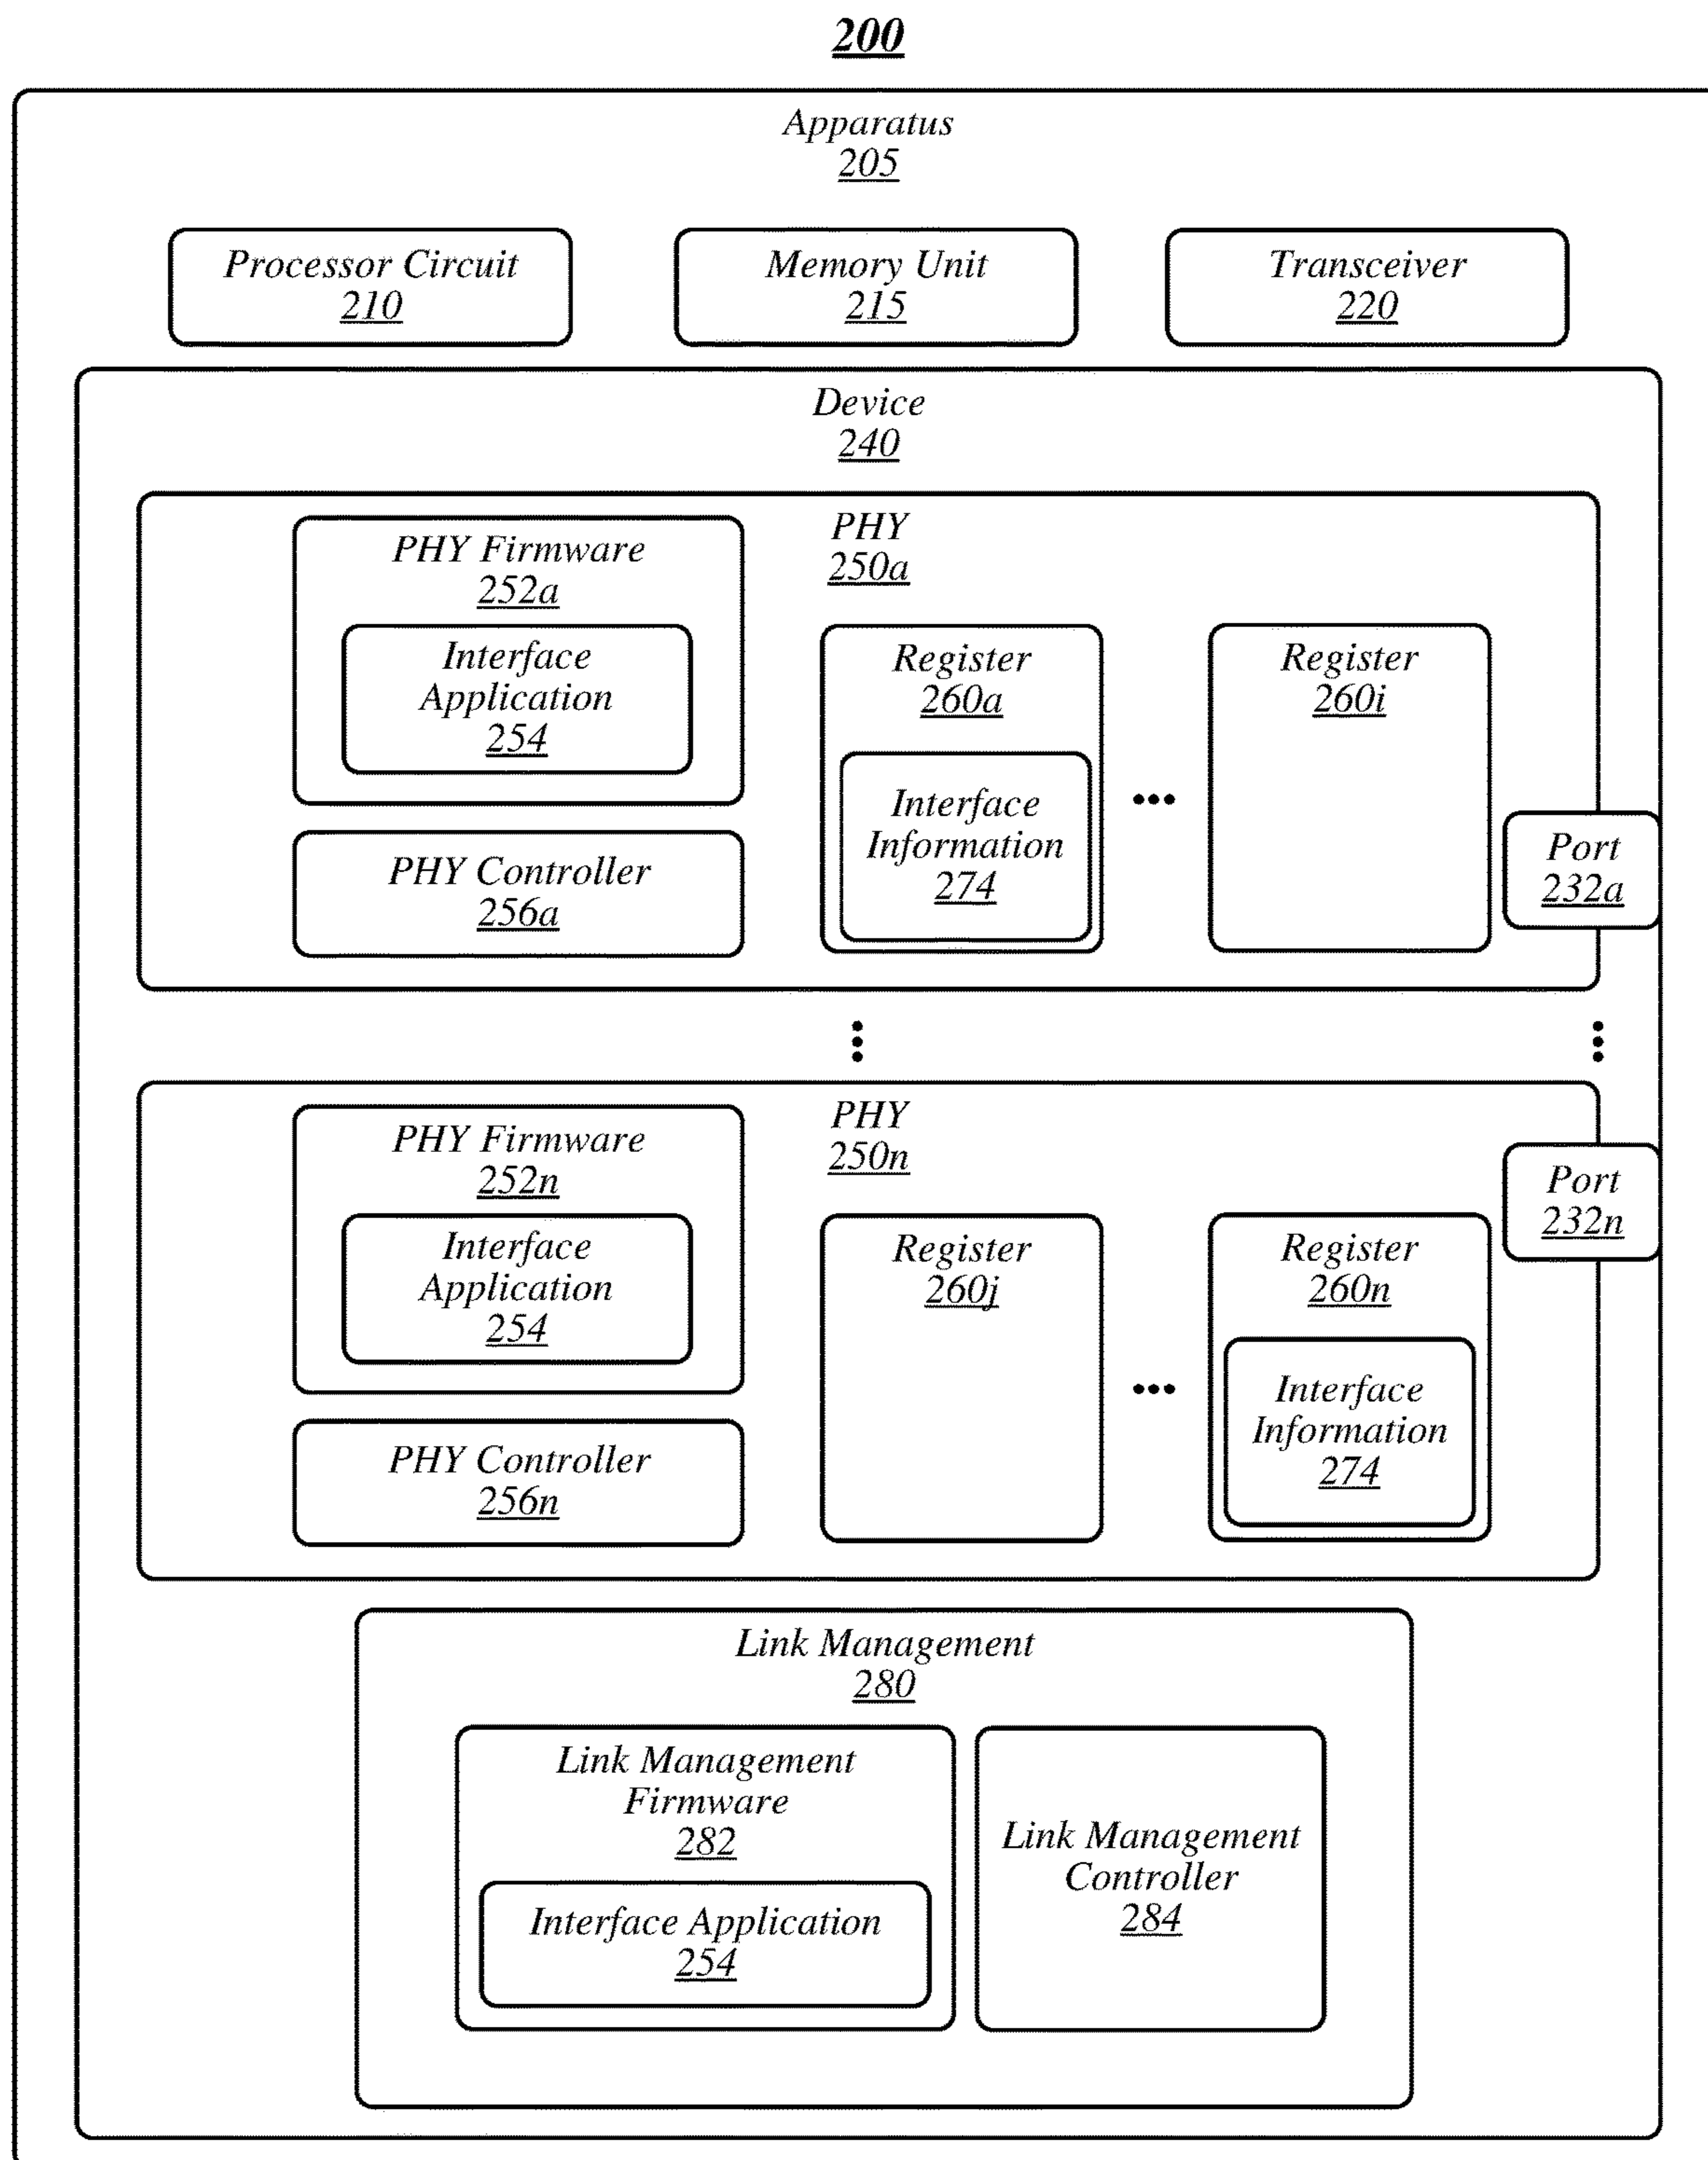 200
Apparatus
205
Processor Circuit
210
Memory Unit
215
Transceiver
220
Device
240
PHY
250a
PHY Firmware
252a
Interface
Application
254
PHY Controller
256a
Register
260a
Interface
Information
274
•••
Register
260i
Port
232a
PHY
250n
PHY Firmware
252n
Interface
Application
254
PHY Controller
256n
Register
260j
•••
Register
260n
Interface
Information
274
Port
232n
Link Management
280
Link Management
Firmware
282
Interface Application
254
Link Management
Controller
284